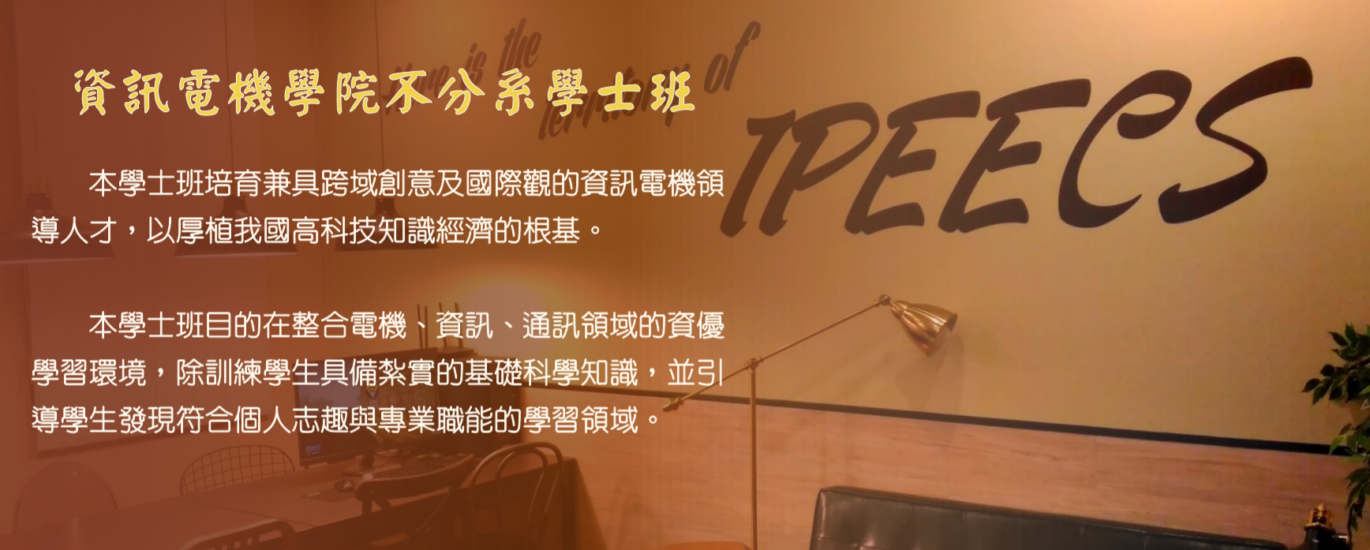 資訊電機學院不分系學士班
Here is the
territory of
IPEECS
本學士班培育兼具跨域創意及國際觀的資訊電機領
導人才，以厚植我國高科技知識經濟的根基。
本學士班目的在整合電機、資訊、通訊領域的資優
學習環境，除訓練學生具備紮實的基礎科學知識，並引
導學生發現符合個人志趣與專業職能的學習領域。